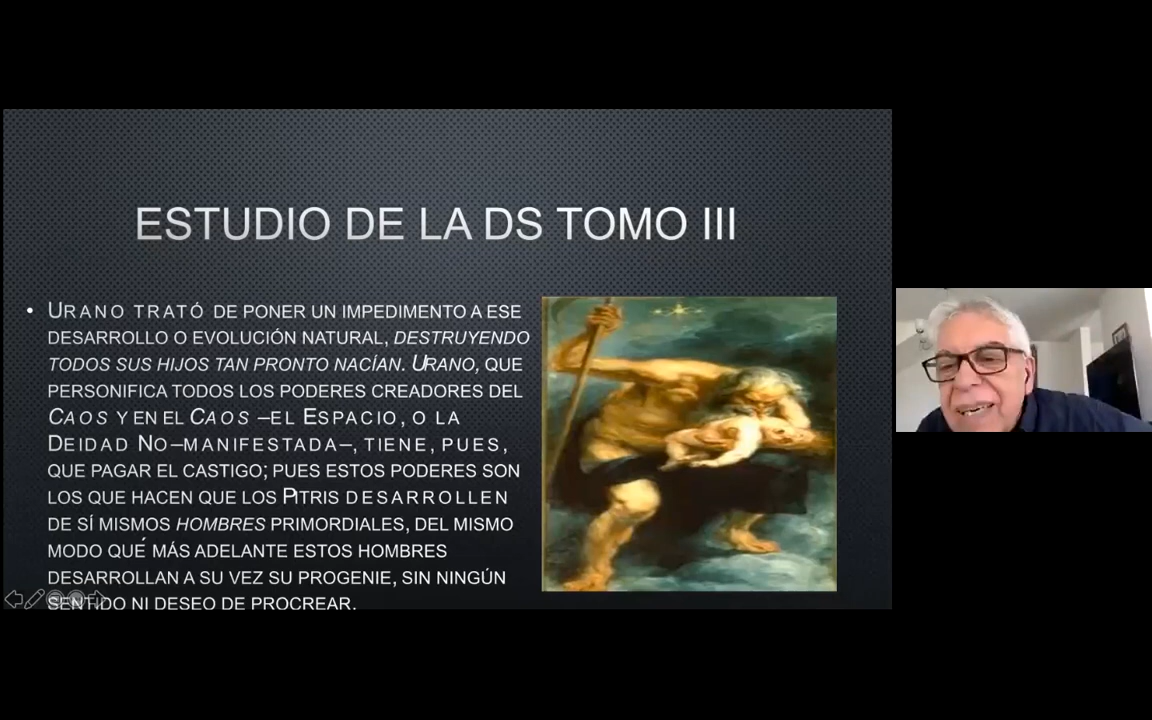 ESTUDIO DE LA DS TOMO III
• URANO TRATÓ DE PONER UN IMPEDIMENTO A ESE
DESARROLLO O EVOLUCIÓN NATURAL, DESTRUYENDO
TODOS SUS HIJOS TAN PRONTO NACÍAN. URANO, QUE
PERSONIFICA TODOS LOS PODERES CREADORES DEL
CAOS Y EN EL CAOS –EL ESPACIO, O LA
DEIDAD NO–MANIFESTADA–, TIENE, PUES,
QUE PAGAR EL CASTIGO; PUES ESTOS PODERES SON
LOS QUE HACEN QUE LOS PITRIS DESARROLLEN
DE SÍ MISMOS HOMBRES PRIMORDIALES, DEL MISMO
MODO QUÉ MÁS ADELANTE ESTOS HOMBRES
DESARROLLAN A SU VEZ SU PROGENIE, SIN NINGÚN
SENTIDO NI DESEO DE PROCREAR.